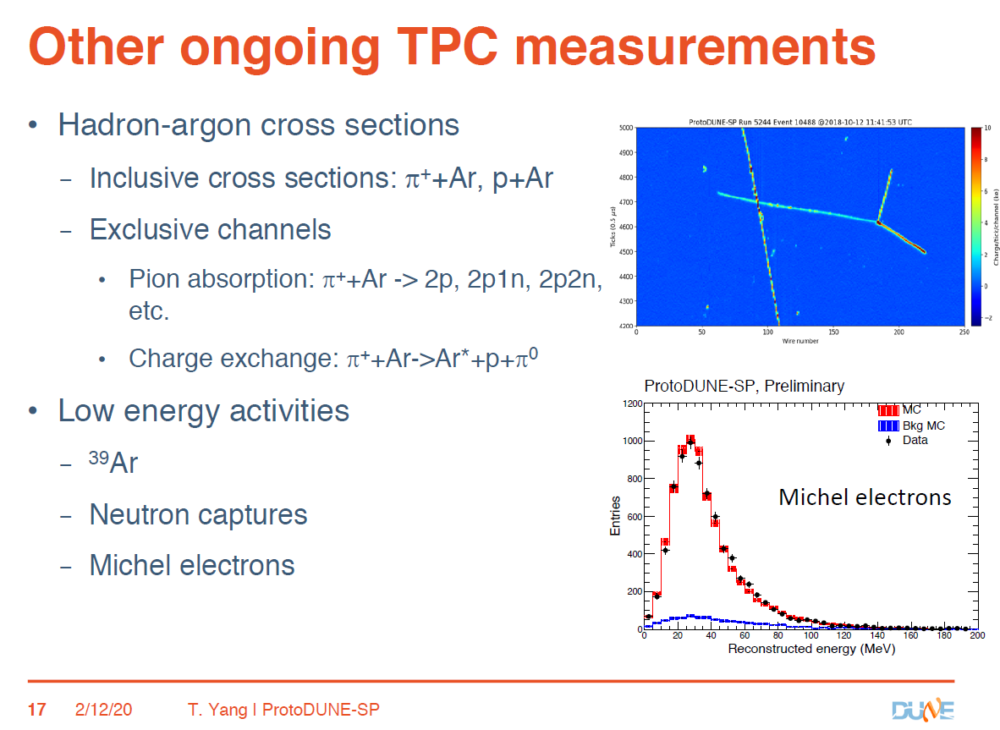 Other ongoing TPC measurements
• Hadron-argon cross sections
– Inclusive cross sections: π⁺+Ar, p+Ar
– Exclusive channels
• Pion absorption: π⁺+Ar -> 2p, 2p1n, 2p2n,
etc.
• Charge exchange: π⁺+Ar->Ar*+p+π⁰
• Low energy activities
– ³⁹Ar
– Neutron captures
– Michel electrons
ProtoDUNE-SP Run 5244 Event 10488 @2018-10-12 11:41:53 UTC
5000
4900
4800
4700
4600
4500
4400
4300
4200
Ticks (0.5 μs)
0 50 100 150 200 250
Wire number
10
8
6
4
2
0
−2
Charge/tick/channel (ke)
ProtoDUNE-SP, Preliminary
1200
1000
800
600
400
200
0
Entries
MC
Bkg MC
Data
Michel electrons
0 20 40 60 80 100 120 140 160 180 200
Reconstructed energy (MeV)
17 2/12/20 T. Yang | ProtoDUNE-SP
DUNE